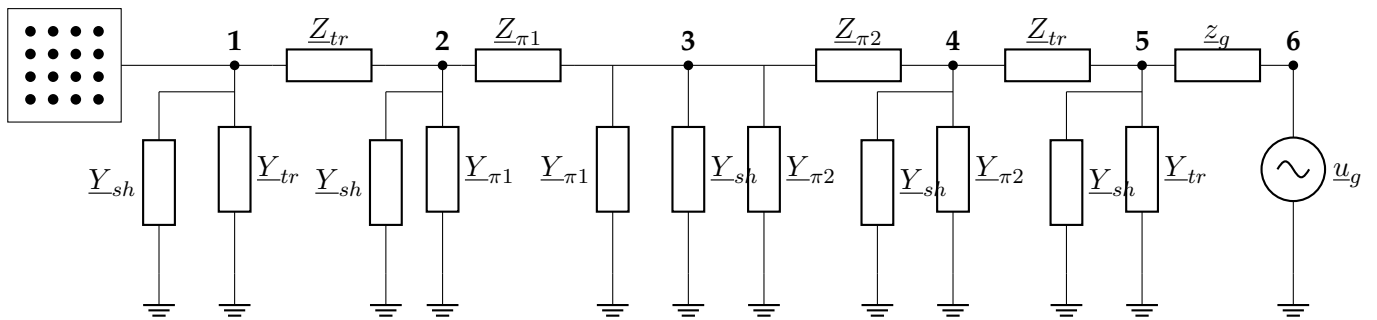 1 Z_tr 2 Z_π1 3 Z_π2 4 Z_tr 5 z_g 6
Y_sh Y_tr Y_sh Y_π1 Y_π1 Y_sh Y_π2 Y_sh Y_π2 Y_sh Y_tr u_g